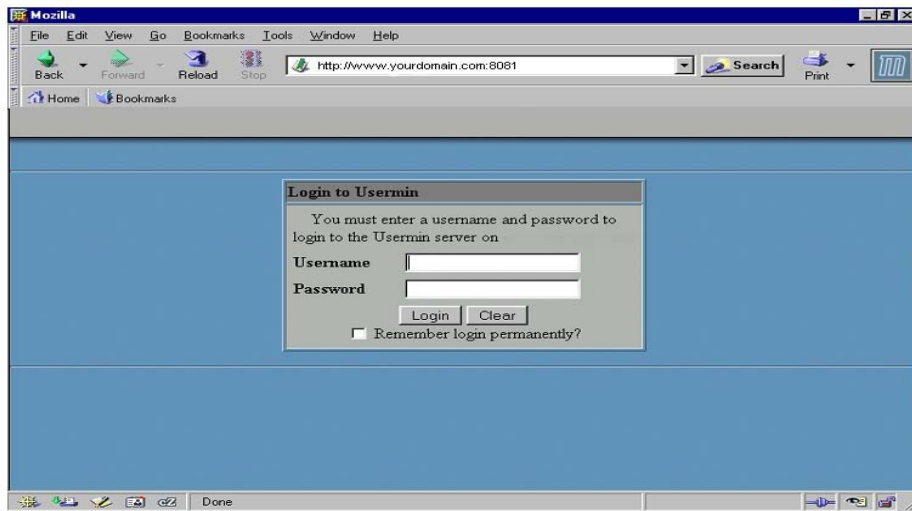 Mozilla
File Edit View Go Bookmarks Tools Window Help
Back Forward Reload Stop http://www.yourdomain.com:8081 Search Print
Home Bookmarks
Login to Usermin
You must enter a username and password to
login to the Usermin server on
Username
Password
Login Clear
Remember login permanently?
Done